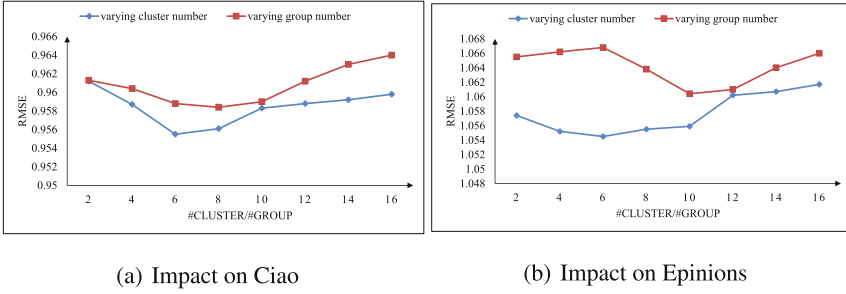 varying cluster number varying group number
0.966
0.964
0.962
0.96
0.958
0.956
0.954
0.952
0.95
RMSE
2 4 6 8 10 12 14 16
#CLUSTER/#GROUP
(a) Impact on Ciao
varying cluster number varying group number
1.068
1.066
1.064
1.062
1.06
1.058
1.056
1.054
1.052
1.05
1.048
RMSE
2 4 6 8 10 12 14 16
#CLUSTER/#GROUP
(b) Impact on Epinions